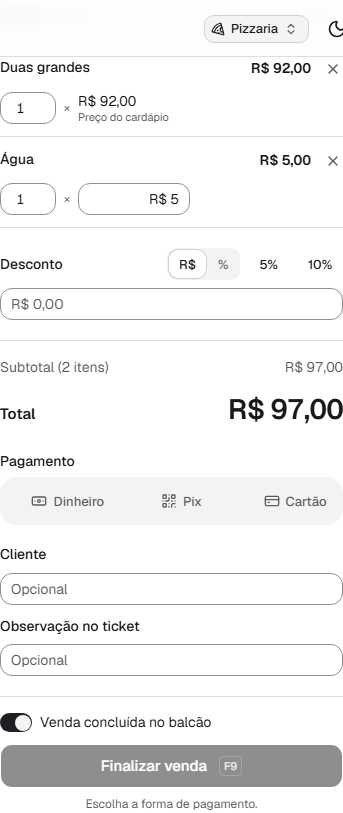 Pizzaria
Duas grandes R$ 92,00 ×
1 × R$ 92,00
Preço do cardápio
Água R$ 5,00 ×
1 × R$ 5
Desconto R$ % 5% 10%
R$ 0,00
Subtotal (2 itens) R$ 97,00
Total R$ 97,00
Pagamento
Dinheiro Pix Cartão
Cliente
Opcional
Observação no ticket
Opcional
Venda concluída no balcão
Finalizar venda F9
Escolha a forma de pagamento.